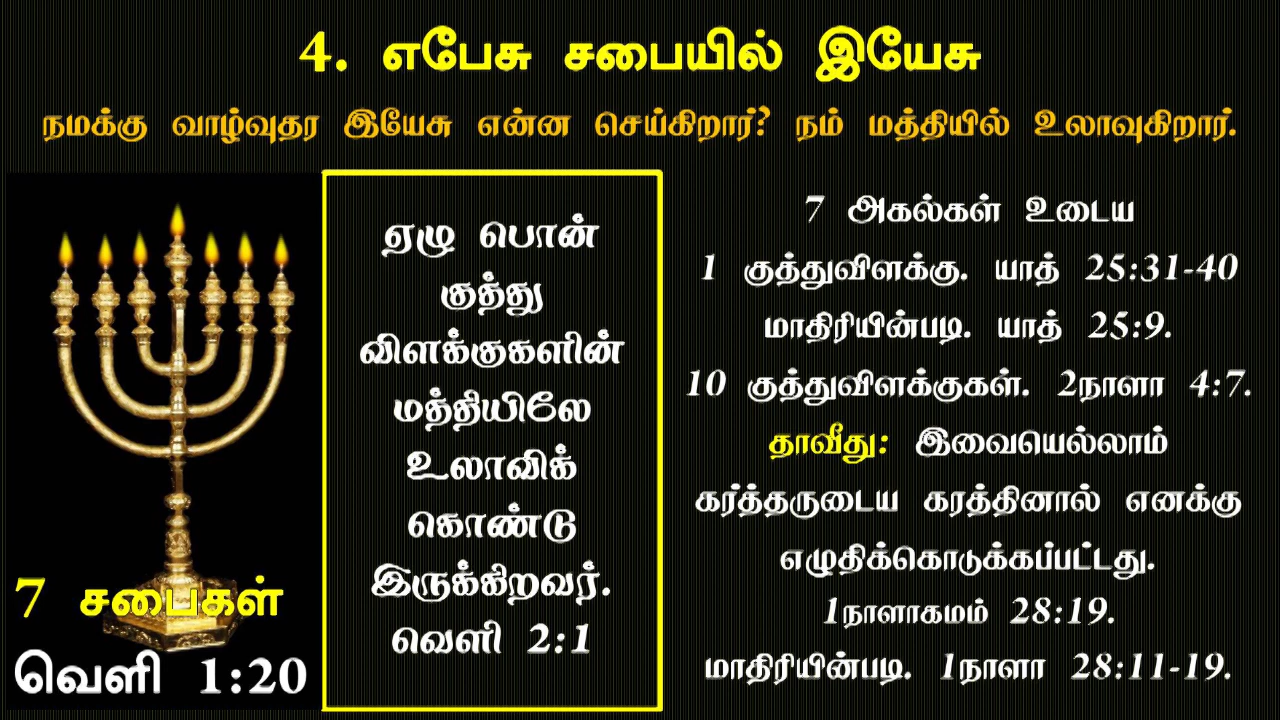 4. எபேசு சபையில் இயேசு
நமக்கு வாழ்வுதர இயேசு என்ன செய்கிறார்? நம் மத்தியில் உலாவுகிறார்.
7 சபைகள்
வெளி 1:20
ஏழு பொன்
குத்து
விளக்குகளின்
மத்தியிலே
உலாவிக்
கொண்டு
இருக்கிறவர்.
வெளி 2:1
7 அகல்கள் உடைய
1 குத்துவிளக்கு. யாத் 25:31-40
மாதிரியின்படி. யாத் 25:9.
10 குத்துவிளக்குகள். 2நாளா 4:7.
தாவீது: இவையெல்லாம்
கர்த்தருடைய கரத்தினால் எனக்கு
எழுதிக்கொடுக்கப்பட்டது.
1நாளாகமம் 28:19.
மாதிரியின்படி. 1நாளா 28:11-19.